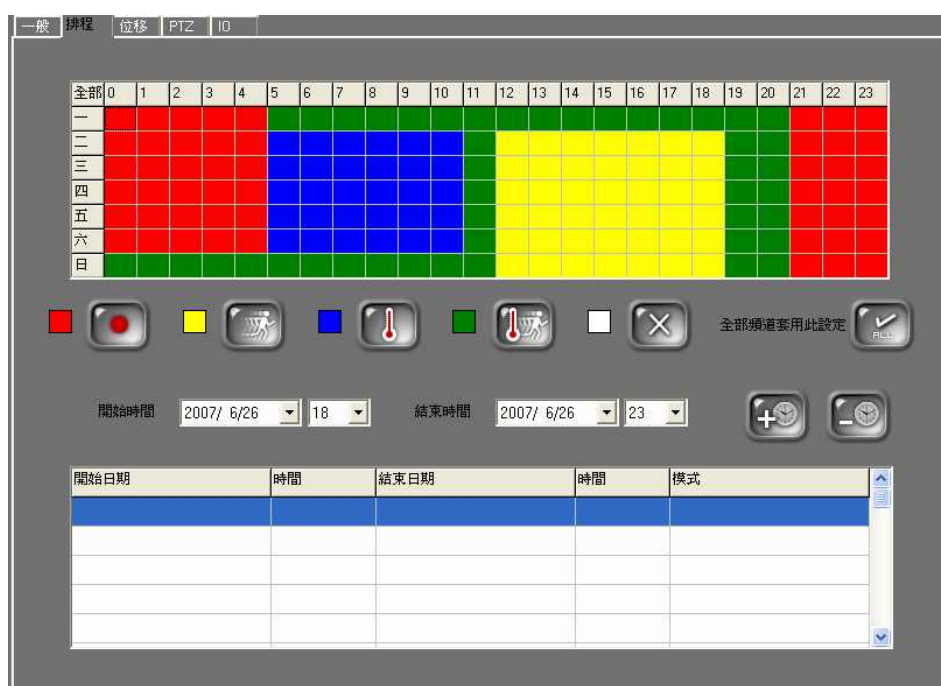 一般 排程 位移 PTZ IO
全部 0 1 2 3 4 5 6 7 8 9 10 11 12 13 14 15 16 17 18 19 20 21 22 23
一
二
三
四
五
六
日
全部頻道套用此設定 ALL
開始時間 2007/ 6/26 18 結束時間 2007/ 6/26 23
開始日期 時間 結束日期 時間 模式